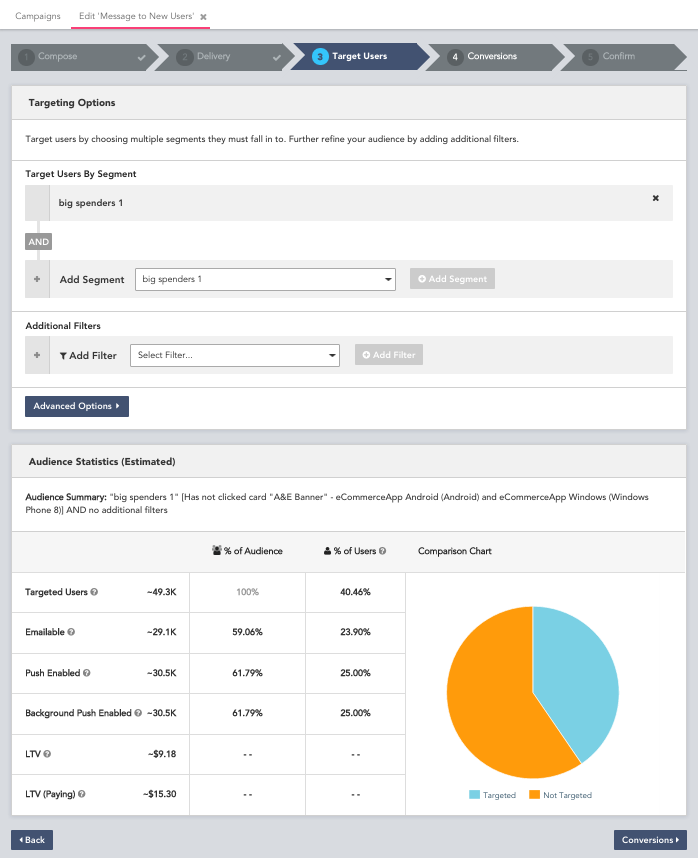 Campaigns
Edit 'Message to New Users' ×
1 Compose
2 Delivery
3 Target Users
4 Conversions
5 Confirm
Targeting Options
Target users by choosing multiple segments they must fall in to. Further refine your audience by adding additional filters.
Target Users By Segment
big spenders 1
AND
+ Add Segment big spenders 1 Add Segment
Additional Filters
+ Add Filter Select Filter... Add Filter
Advanced Options
Audience Statistics (Estimated)
Audience Summary: "big spenders 1" [Has not clicked card "A&E Banner" - eCommerceApp Android (Android) and eCommerceApp Windows (Windows
Phone 8)] AND no additional filters
% of Audience % of Users ? Comparison Chart
Targeted Users ? ~49.3K 100% 40.46%
Emailable ? ~29.1K 59.06% 23.90%
Push Enabled ? ~30.5K 61.79% 25.00%
Background Push Enabled ? ~30.5K 61.79% 25.00%
LTV ? ~$9.18 -- --
LTV (Paying) ? ~$15.30 -- --
Targeted Not Targeted
Back
Conversions